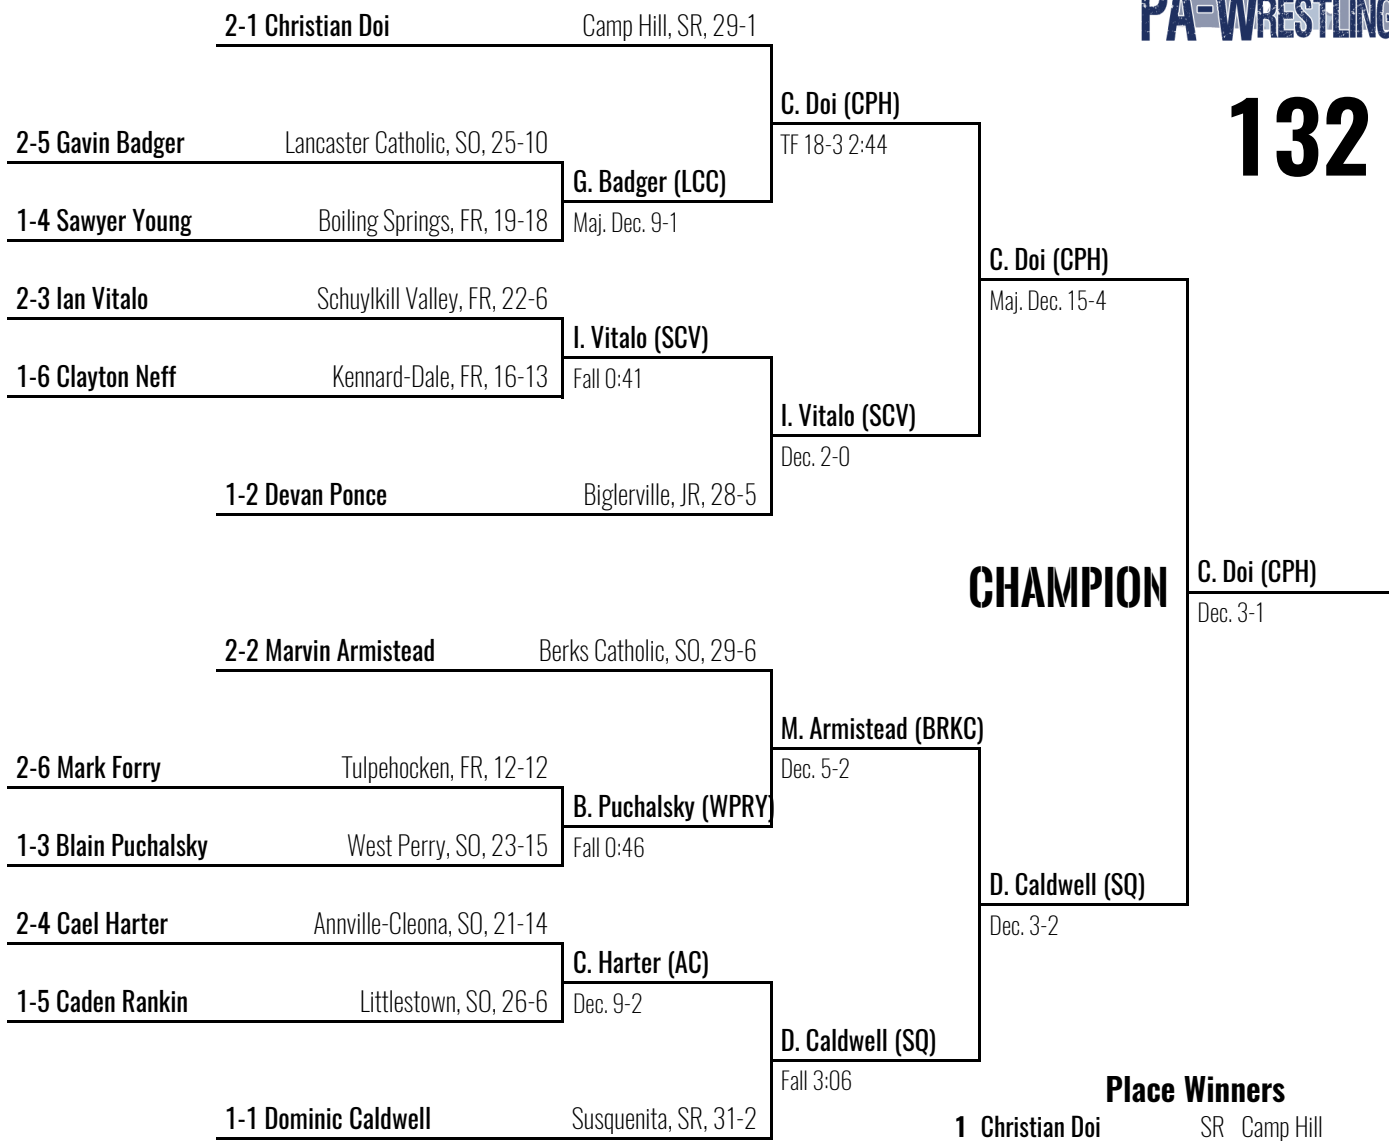 PA-WRESTLING
132
2-1 Christian Doi Camp Hill, SR, 29-1
C. Doi (CPH)
TF 18-3 2:44
2-5 Gavin Badger Lancaster Catholic, SO, 25-10
G. Badger (LCC)
Maj. Dec. 9-1
1-4 Sawyer Young Boiling Springs, FR, 19-18
C. Doi (CPH)
Maj. Dec. 15-4
2-3 Ian Vitalo Schuylkill Valley, FR, 22-6
I. Vitalo (SCV)
Fall 0:41
1-6 Clayton Neff Kennard-Dale, FR, 16-13
I. Vitalo (SCV)
Dec. 2-0
1-2 Devan Ponce Biglerville, JR, 28-5
CHAMPION
C. Doi (CPH)
Dec. 3-1
2-2 Marvin Armistead Berks Catholic, SO, 29-6
M. Armistead (BRKC)
Dec. 5-2
2-6 Mark Forry Tulpehocken, FR, 12-12
B. Puchalsky (WPRY)
Fall 0:46
1-3 Blain Puchalsky West Perry, SO, 23-15
D. Caldwell (SQ)
Dec. 3-2
2-4 Cael Harter Annville-Cleona, SO, 21-14
C. Harter (AC)
Dec. 9-2
1-5 Caden Rankin Littlestown, SO, 26-6
D. Caldwell (SQ)
Fall 3:06
1-1 Dominic Caldwell Susquenita, SR, 31-2
Place Winners
1 Christian Doi SR Camp Hill